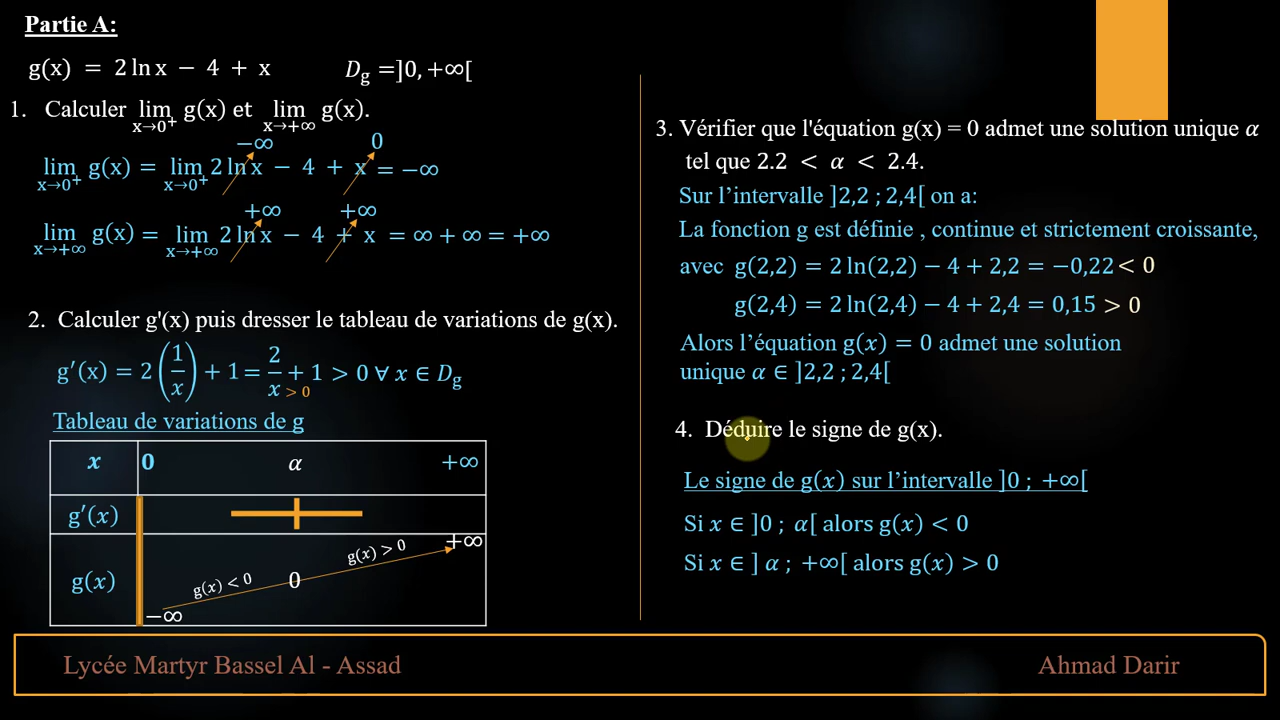 Partie A:
g(x) = 2 ln x − 4 + x    D_g =]0, +∞[
1. Calculer lim_{x→0⁺} g(x) et lim_{x→+∞} g(x).
−∞    0
lim_{x→0⁺} g(x) = lim_{x→0⁺} 2 ln x − 4 + x = −∞
+∞    +∞
lim_{x→+∞} g(x) = lim_{x→+∞} 2 ln x − 4 + x = ∞ + ∞ = +∞
2. Calculer g'(x) puis dresser le tableau de variations de g(x).
g′(x) = 2(1/x) + 1 = 2/x + 1 > 0 ∀ x ∈ D_g
> 0
Tableau de variations de g
x    0    α    +∞
g′(x)    +
g(x)    −∞    g(x) < 0    0    g(x) > 0    +∞
3. Vérifier que l'équation g(x) = 0 admet une solution unique α
tel que 2.2 < α < 2.4.
Sur l’intervalle ]2,2 ; 2,4[ on a:
La fonction g est définie , continue et strictement croissante,
avec g(2,2) = 2 ln(2,2) − 4 + 2,2 = −0,22 < 0
g(2,4) = 2 ln(2,4) − 4 + 2,4 = 0,15 > 0
Alors l’équation g(x) = 0 admet une solution
unique α ∈ ]2,2 ; 2,4[
4. Déduire le signe de g(x).
Le signe de g(x) sur l’intervalle ]0 ; +∞[
Si x ∈ ]0 ; α[ alors g(x) < 0
Si x ∈ ] α ; +∞[ alors g(x) > 0
Lycée Martyr Bassel Al - Assad    Ahmad Darir